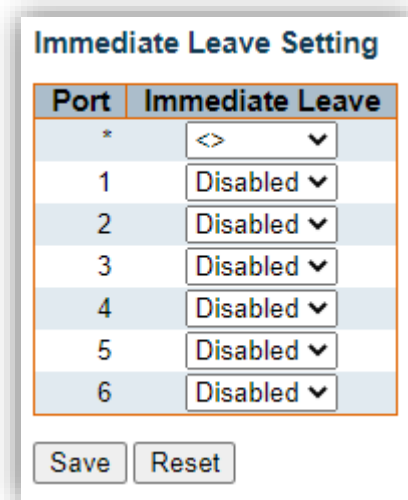 Immediate Leave Setting
Port Immediate Leave
* <>
1 Disabled
2 Disabled
3 Disabled
4 Disabled
5 Disabled
6 Disabled
Save Reset